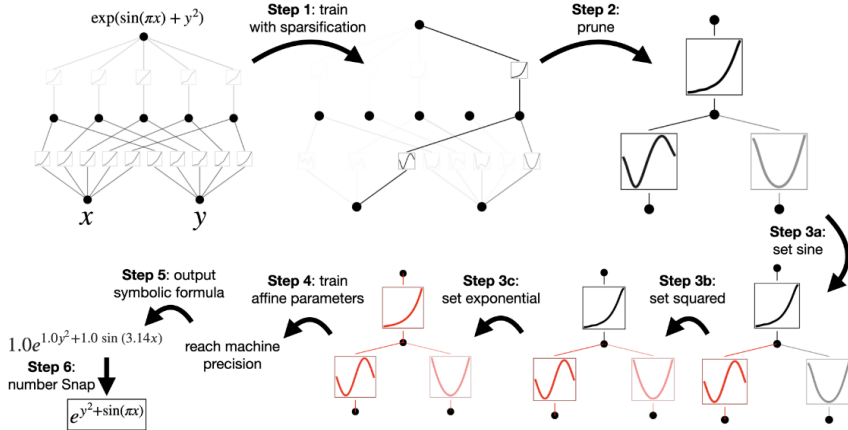 exp(sin(πx) + y²)
Step 1: train
with sparsification
Step 2:
prune
x
y
Step 3a:
set sine
Step 3b:
set squared
Step 3c:
set exponential
Step 4: train
affine parameters
reach machine
precision
Step 5: output
symbolic formula
1.0e^{1.0y²+1.0 sin (3.14x)}
Step 6:
number Snap
e^{y²+sin(πx)}